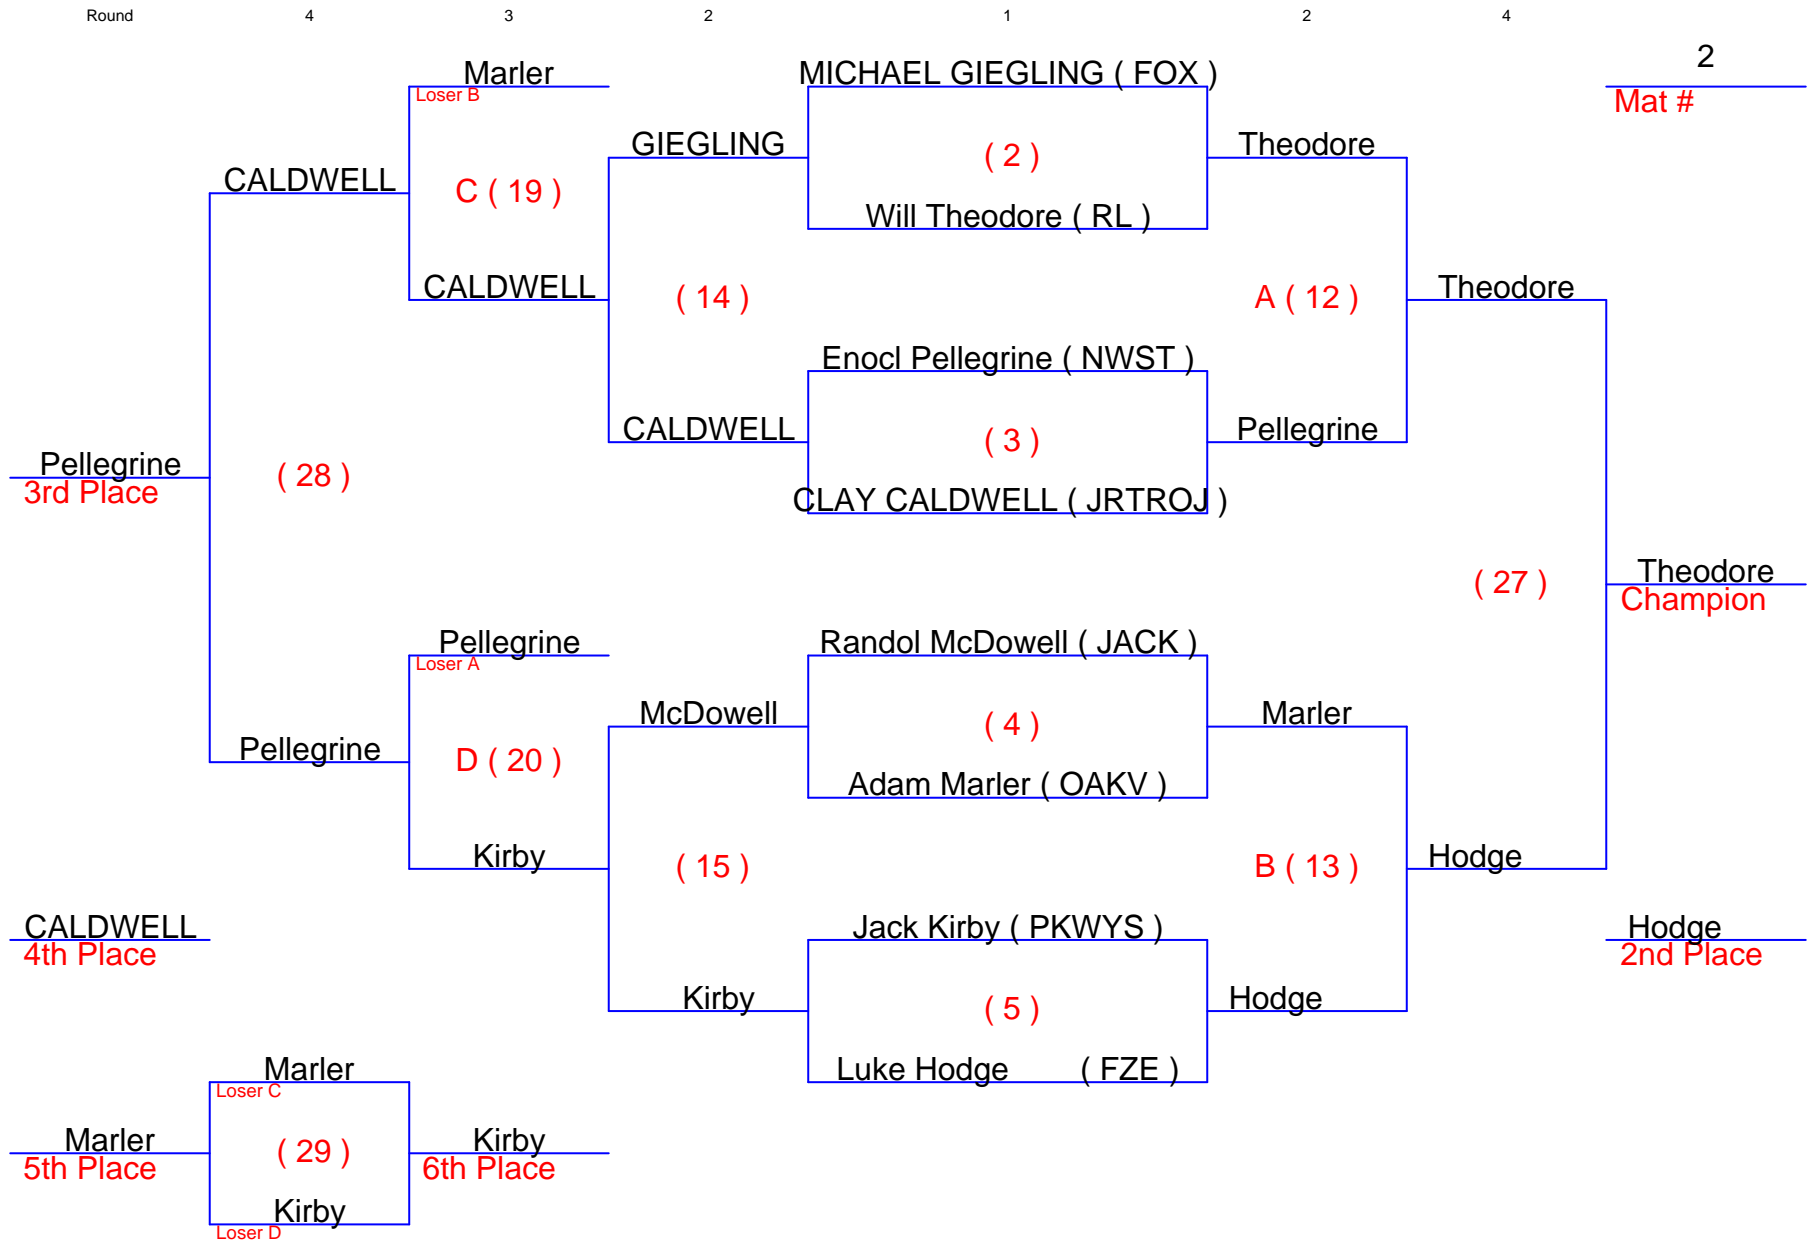 Round 4 3 2 1 2 4
2
Mat #
Marler
Loser B
MICHAEL GIEGLING ( FOX )
GIEGLING
( 2 )
Theodore
CALDWELL
C ( 19 )
Will Theodore ( RL )
CALDWELL
( 14 )
A ( 12 )
Theodore
Enocl Pellegrine ( NWST )
CALDWELL
( 3 )
Pellegrine
Pellegrine
3rd Place
( 28 )
CLAY CALDWELL ( JRTROJ )
( 27 )
Theodore
Champion
Pellegrine
Loser A
Randol McDowell ( JACK )
McDowell
( 4 )
Marler
Pellegrine
D ( 20 )
Adam Marler ( OAKV )
Kirby
( 15 )
B ( 13 )
Hodge
CALDWELL
4th Place
Jack Kirby ( PKWYS )
Hodge
2nd Place
Kirby
( 5 )
Hodge
Marler
Loser C
Luke Hodge ( FZE )
Marler
5th Place
( 29 )
Kirby
6th Place
Kirby
Loser D